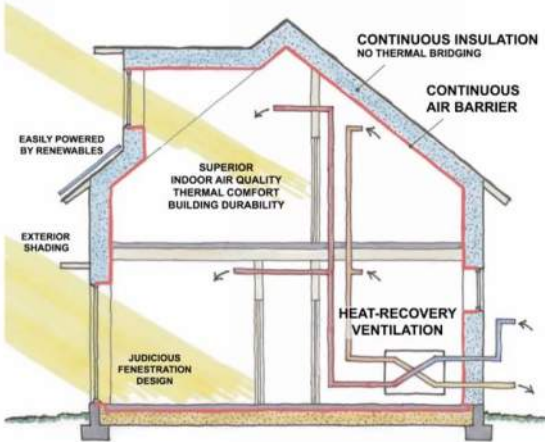 CONTINUOUS INSULATION
NO THERMAL BRIDGING
CONTINUOUS
AIR BARRIER
EASILY POWERED
BY RENEWABLES
SUPERIOR
INDOOR AIR QUALITY
THERMAL COMFORT
BUILDING DURABILITY
EXTERIOR
SHADING
HEAT-RECOVERY
VENTILATION
JUDICIOUS
FENESTRATION
DESIGN